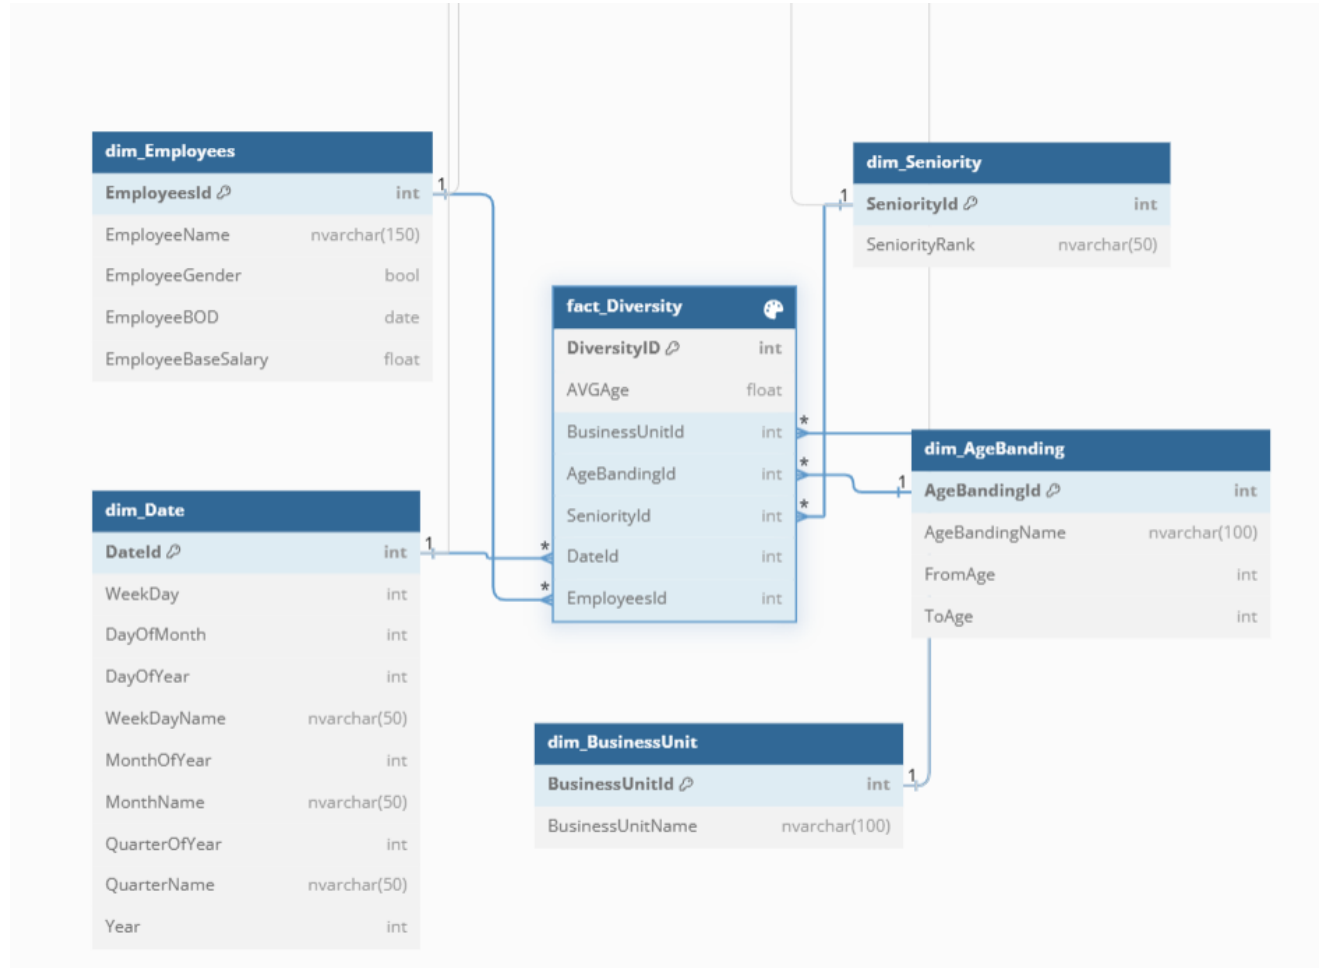 dim_Employees
EmployeesId int
EmployeeName nvarchar(150)
EmployeeGender bool
EmployeeBOD date
EmployeeBaseSalary float
1
dim_Seniority
1
SeniorityId int
SeniorityRank nvarchar(50)
fact_Diversity
DiversityID int
AVGAge float
BusinessUnitId int *
AgeBandingId int *
SeniorityId int *
* DateId int
* EmployeesId int
dim_AgeBanding
1
AgeBandingId int
AgeBandingName nvarchar(100)
FromAge int
ToAge int
dim_Date
DateId int
1
WeekDay int
DayOfMonth int
DayOfYear int
WeekDayName nvarchar(50)
MonthOfYear int
MonthName nvarchar(50)
QuarterOfYear int
QuarterName nvarchar(50)
Year int
dim_BusinessUnit
BusinessUnitId int
1
BusinessUnitName nvarchar(100)